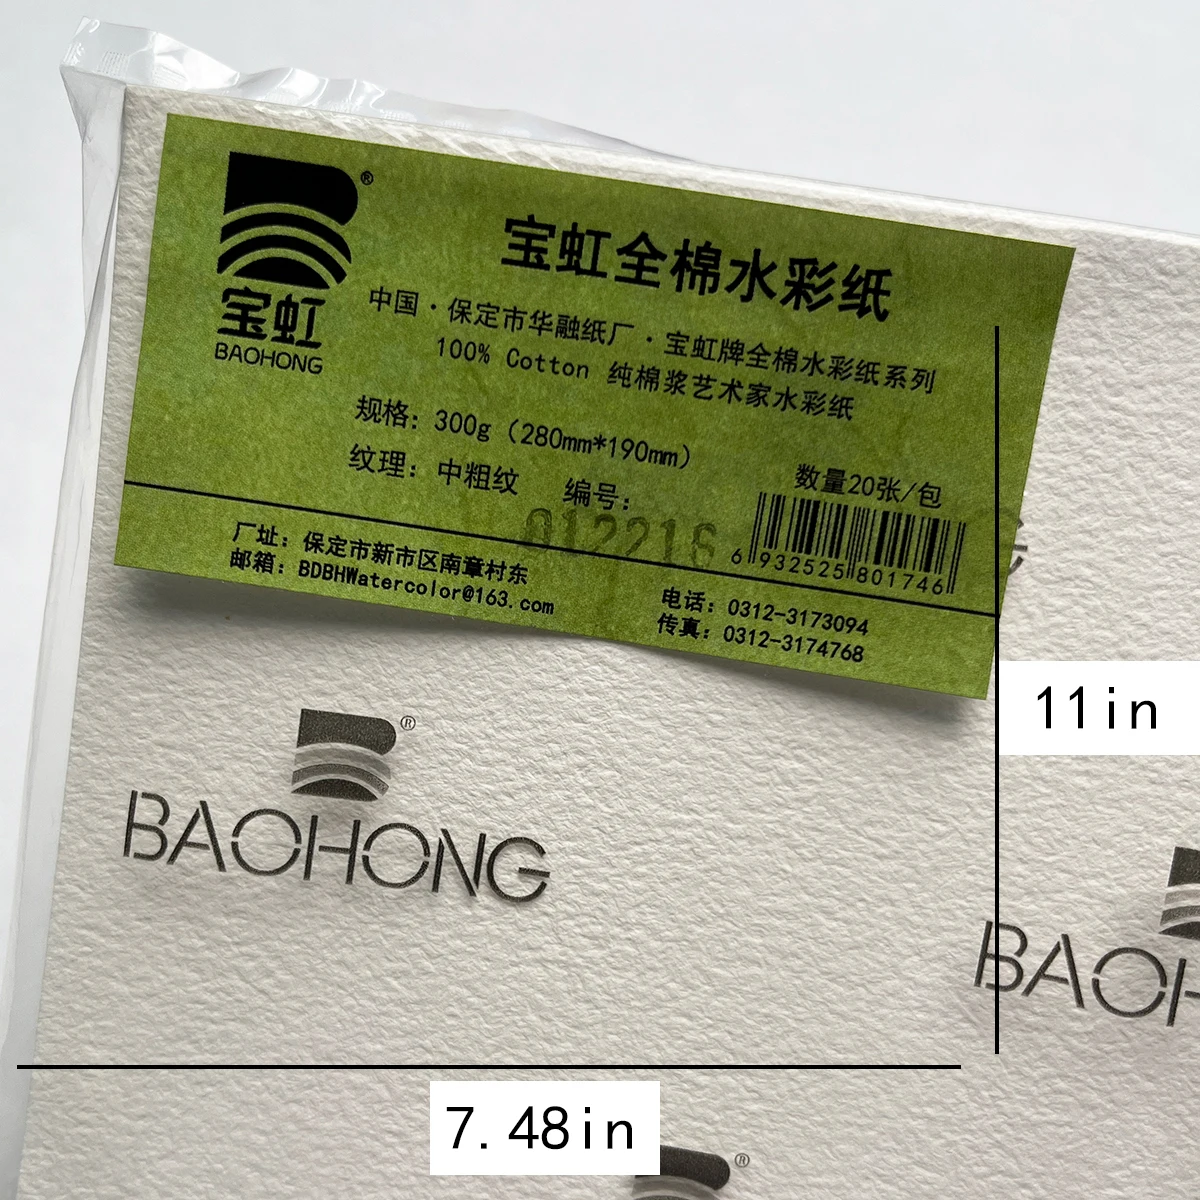 ®
宝虹
BAOHONG
宝虹全棉水彩纸
中国·保定市华融纸厂·宝虹牌全棉水彩纸系列
100% Cotton 纯棉浆艺术家水彩纸
规格：300g（280mm*190mm）
纹理：中粗纹 编号：
012216
数量20张/包
6 932525 801746
厂址：保定市新市区南章村东
邮箱：BDBHWatercolor@163.com
电话：0312-3173094
传真：0312-3174768
11in
®
BAOHONG
BAOH
7.48in
®